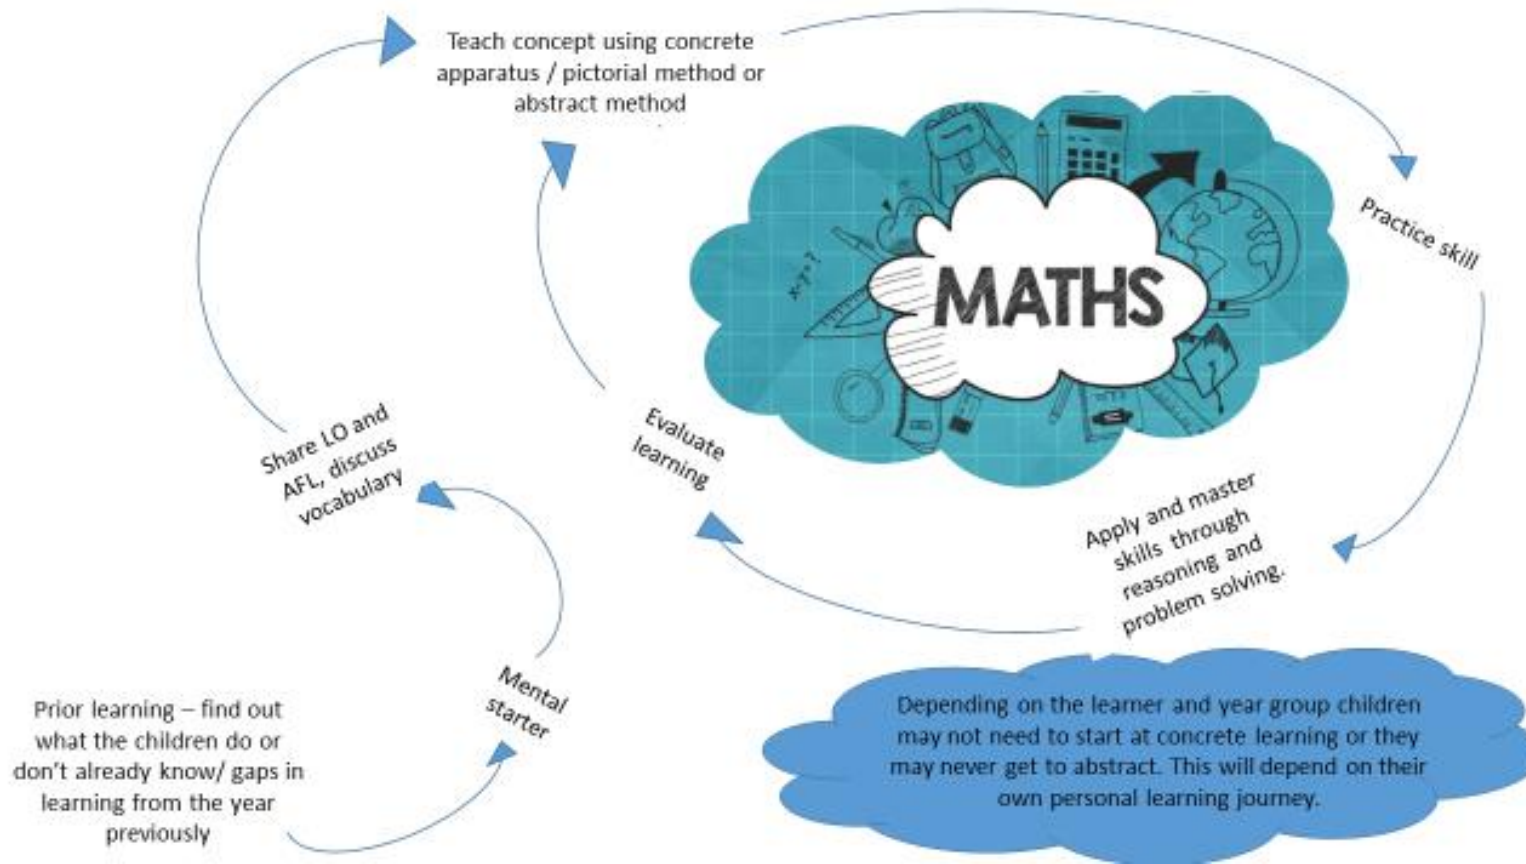 Teach concept using concrete
apparatus / pictorial method or
abstract method
Practice skill
MATHS
x-y=?
Share LO and
AFL, discuss
vocabulary
Evaluate
learning
Apply and master
skills through
reasoning and
problem solving.
Mental
starter
Prior learning – find out
what the children do or
don't already know/ gaps in
learning from the year
previously
Depending on the learner and year group children
may not need to start at concrete learning or they
may never get to abstract. This will depend on their
own personal learning journey.